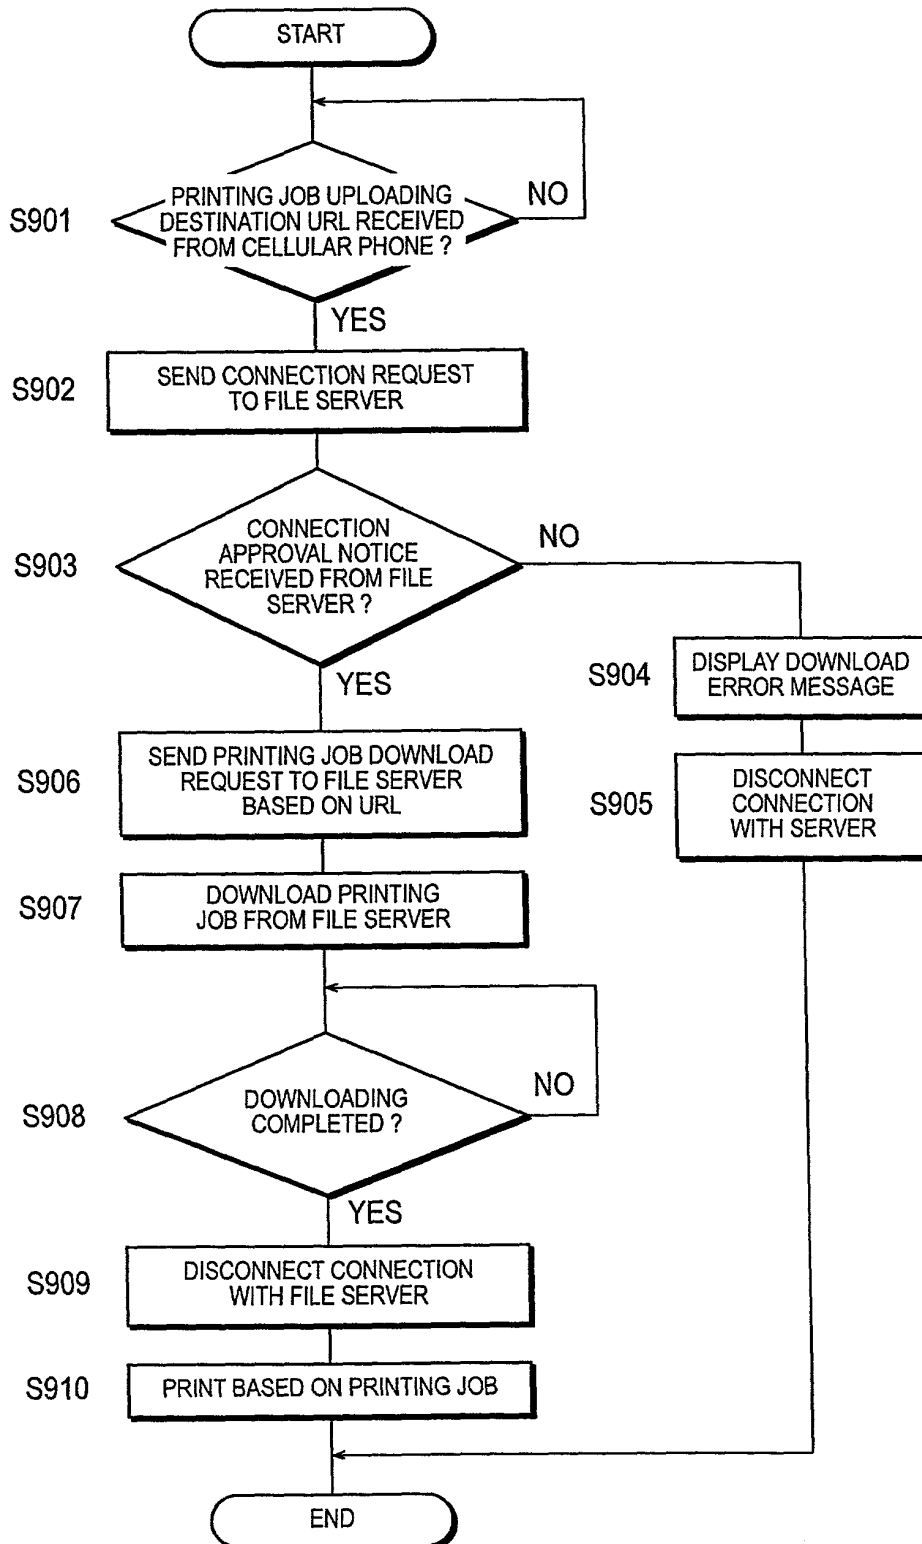 START
PRINTING JOB UPLOADING
DESTINATION URL RECEIVED
FROM CELLULAR PHONE ?
NO
S901
YES
SEND CONNECTION REQUEST
TO FILE SERVER
S902
CONNECTION
APPROVAL NOTICE
RECEIVED FROM FILE
SERVER ?
NO
S903
YES
S904
DISPLAY DOWNLOAD
ERROR MESSAGE
S905
DISCONNECT
CONNECTION
WITH SERVER
S906
SEND PRINTING JOB DOWNLOAD
REQUEST TO FILE SERVER
BASED ON URL
S907
DOWNLOAD PRINTING
JOB FROM FILE SERVER
S908
DOWNLOADING
COMPLETED ?
NO
YES
S909
DISCONNECT CONNECTION
WITH FILE SERVER
S910
PRINT BASED ON PRINTING JOB
END